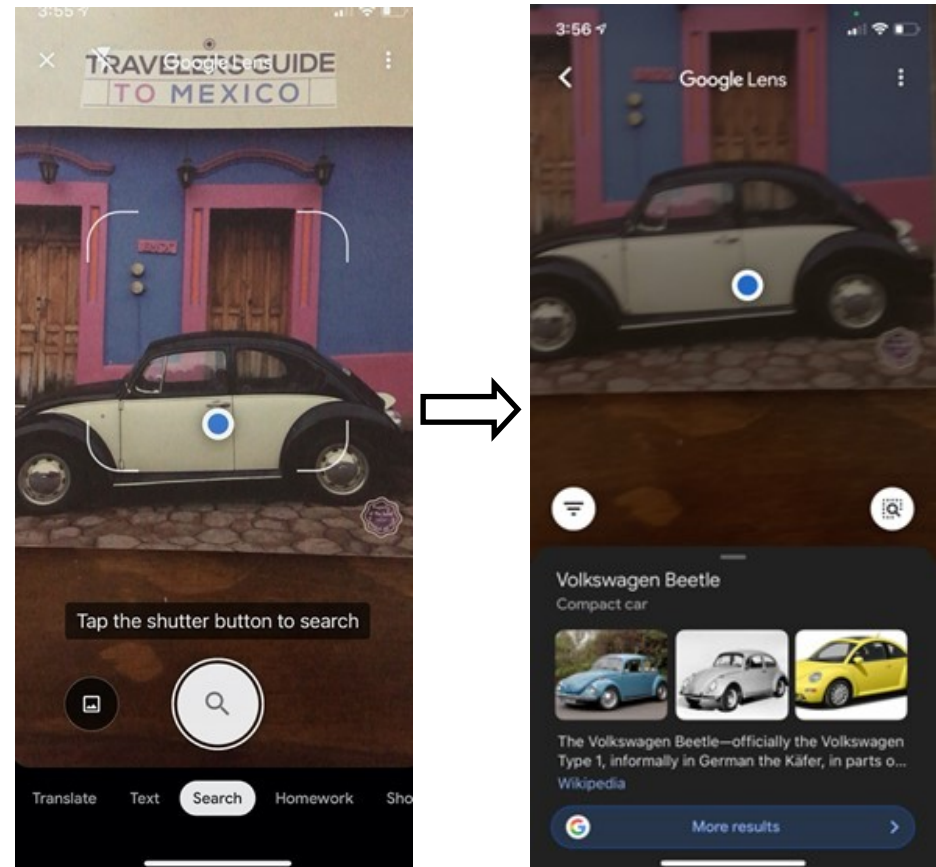 3:55
Google Lens
TRAVELER'S GUIDE
TO MEXICO
Tap the shutter button to search
Translate Text Search Homework Sho
3:56
Google Lens
Volkswagen Beetle
Compact car
The Volkswagen Beetle—officially the Volkswagen
Type 1, informally in German the Käfer, in parts o...
Wikipedia
More results